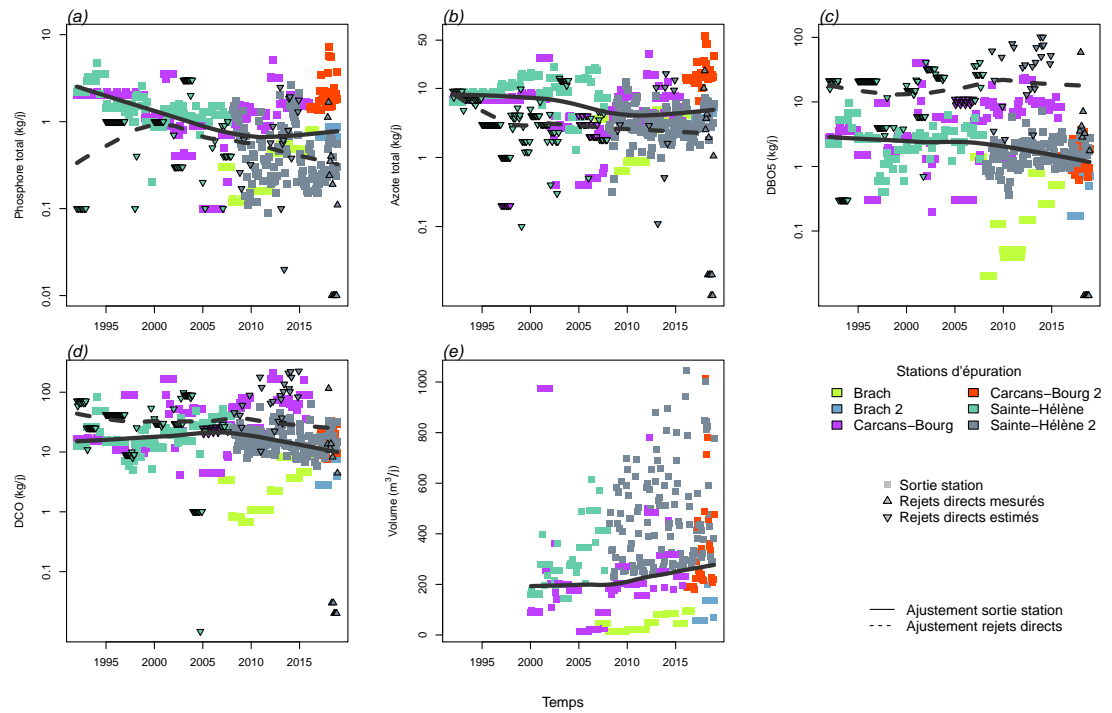 (a)
Phosphore total (kg/j)
10
1
0.1
0.01
1995 2000 2005 2010 2015
(b)
Azote total (kg/j)
50
10
1
0.1
1995 2000 2005 2010 2015
(c)
DBO5 (kg/j)
100
10
1
0.1
1995 2000 2005 2010 2015
(d)
DCO (kg/j)
100
10
1
0.1
1995 2000 2005 2010 2015
(e)
Volume (m³/j)
1000
800
600
400
200
0
1995 2000 2005 2010 2015
Temps
Stations d'épuration
Brach
Brach 2
Carcans−Bourg
Carcans−Bourg 2
Sainte−Hélène
Sainte−Hélène 2
Sortie station
Rejets directs mesurés
Rejets directs estimés
Ajustement sortie station
Ajustement rejets directs